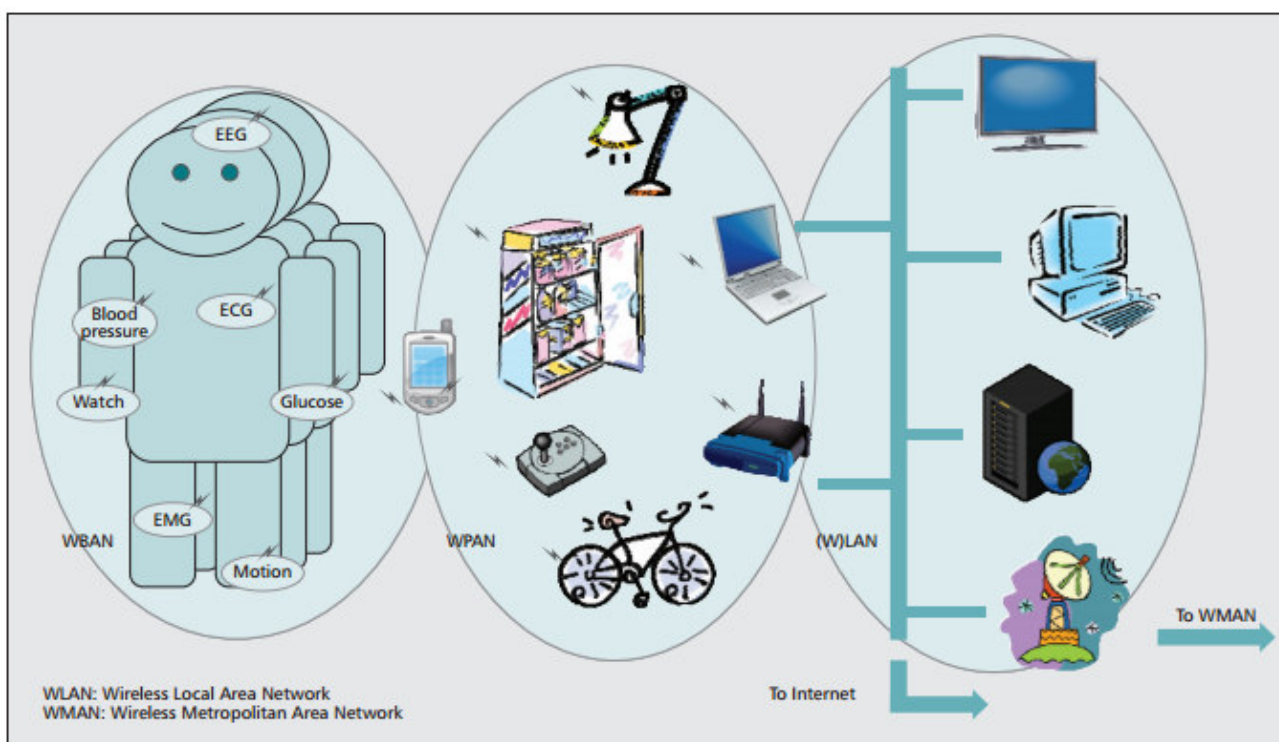 EEG
Blood
pressure
ECG
Watch
Glucose
EMG
WBAN
Motion
WPAN
(W)LAN
To WMAN
To Internet
WLAN: Wireless Local Area Network
WMAN: Wireless Metropolitan Area Network